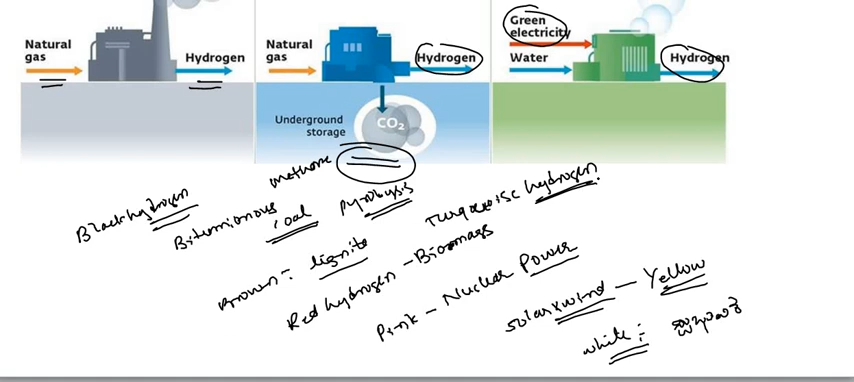 Natural gas
Hydrogen
Natural gas
Hydrogen
Underground storage
CO₂
Green electricity
Water
Hydrogen
Black hydrogen
Bitumionous coal
methane pyrolysis
Turquoise hydrogen.
Brown :- lignite
Red hydrogen - Biomass
Pink - Nuclear Power
solar & wind - Yellow
white :-